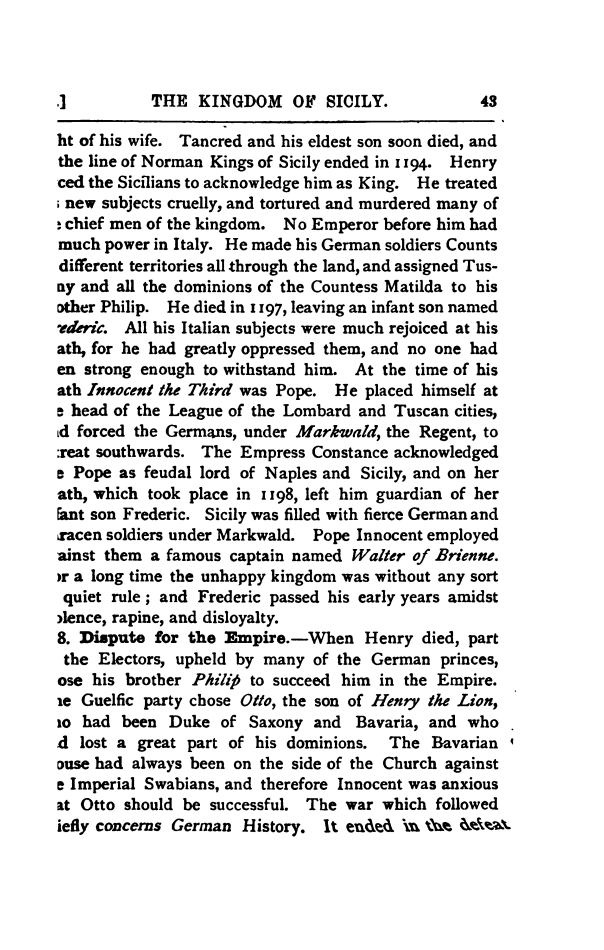 .] THE KINGDOM OF SICILY. 43
ht of his wife. Tancred and his eldest son soon died, and
the line of Norman Kings of Sicily ended in 1194. Henry
ced the Sicilians to acknowledge him as King. He treated
new subjects cruelly, and tortured and murdered many of
chief men of the kingdom. No Emperor before him had
much power in Italy. He made his German soldiers Counts
different territories all through the land, and assigned Tus-
ny and all the dominions of the Countess Matilda to his
other Philip. He died in 1197, leaving an infant son named
ederic. All his Italian subjects were much rejoiced at his
ath, for he had greatly oppressed them, and no one had
en strong enough to withstand him. At the time of his
ath Innocent the Third was Pope. He placed himself at
e head of the League of the Lombard and Tuscan cities,
d forced the Germans, under Markwald, the Regent, to
reat southwards. The Empress Constance acknowledged
e Pope as feudal lord of Naples and Sicily, and on her
ath, which took place in 1198, left him guardian of her
fant son Frederic. Sicily was filled with fierce German and
racen soldiers under Markwald. Pope Innocent employed
ainst them a famous captain named Walter of Brienne.
or a long time the unhappy kingdom was without any sort
quiet rule; and Frederic passed his early years amidst
olence, rapine, and disloyalty.
8. Dispute for the Empire.—When Henry died, part
the Electors, upheld by many of the German princes,
ose his brother Philip to succeed him in the Empire.
he Guelfic party chose Otto, the son of Henry the Lion,
ho had been Duke of Saxony and Bavaria, and who
d lost a great part of his dominions. The Bavarian
ouse had always been on the side of the Church against
e Imperial Swabians, and therefore Innocent was anxious
at Otto should be successful. The war which followed
iefly concerns German History. It ended in the defeat